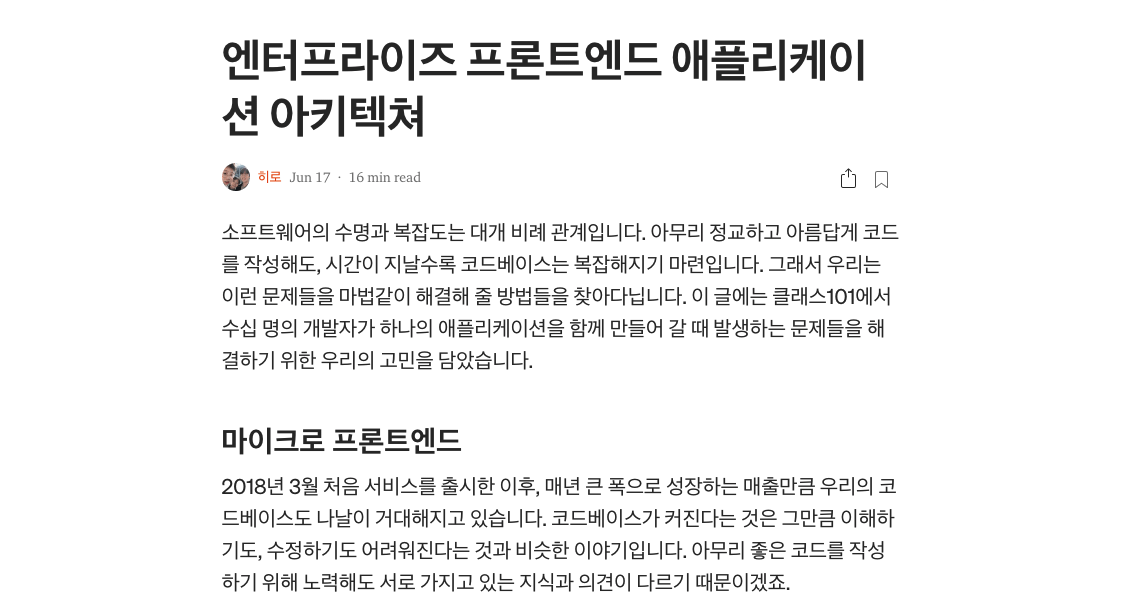 엔터프라이즈 프론트엔드 애플리케이
션 아키텍쳐
히로 Jun 17 · 16 min read
소프트웨어의 수명과 복잡도는 대개 비례 관계입니다. 아무리 정교하고 아름답게 코드
를 작성해도, 시간이 지날수록 코드베이스는 복잡해지기 마련입니다. 그래서 우리는
이런 문제들을 마법같이 해결해 줄 방법들을 찾아다닙니다. 이 글에는 클래스101에서
수십 명의 개발자가 하나의 애플리케이션을 함께 만들어 갈 때 발생하는 문제들을 해
결하기 위한 우리의 고민을 담았습니다.
마이크로 프론트엔드
2018년 3월 처음 서비스를 출시한 이후, 매년 큰 폭으로 성장하는 매출만큼 우리의 코
드베이스도 나날이 거대해지고 있습니다. 코드베이스가 커진다는 것은 그만큼 이해하
기도, 수정하기도 어려워진다는 것과 비슷한 이야기입니다. 아무리 좋은 코드를 작성
하기 위해 노력해도 서로 가지고 있는 지식과 의견이 다르기 때문이겠죠.